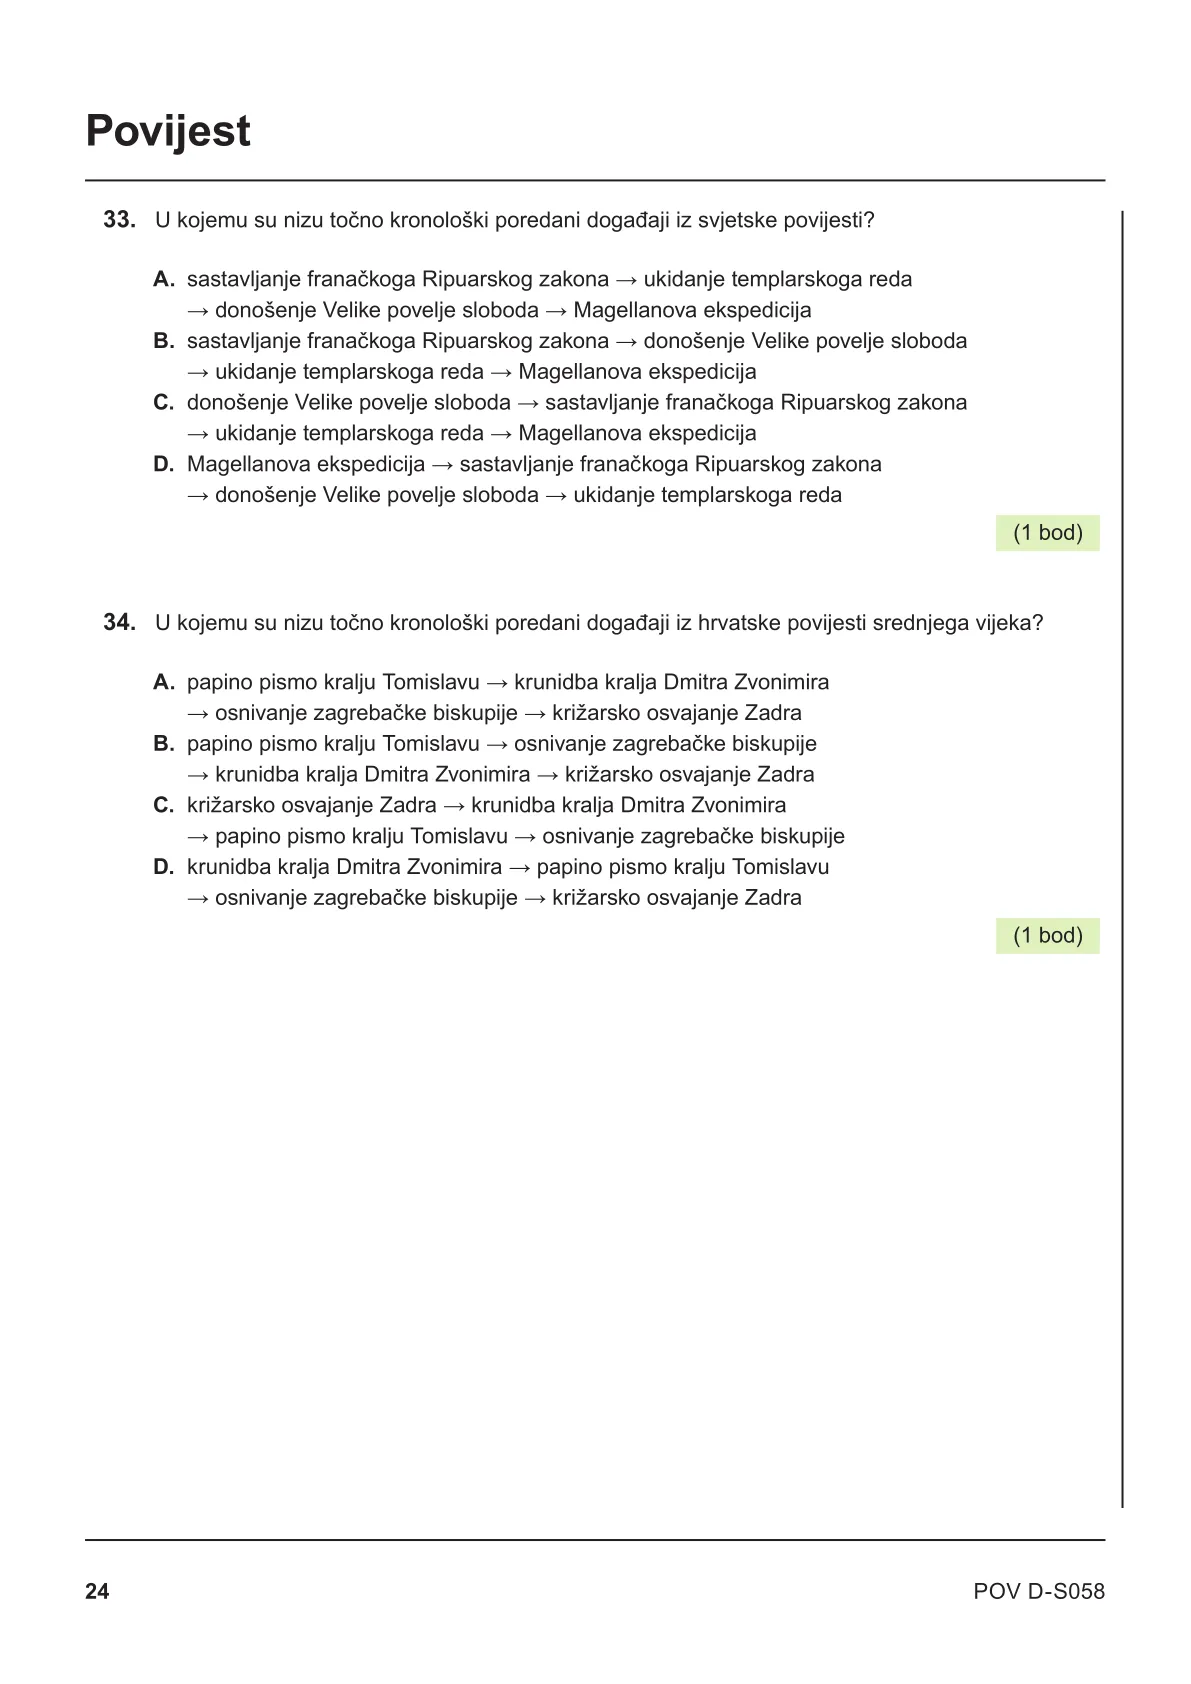 Povijest
33. U kojemu su nizu točno kronološki poredani događaji iz svjetske povijesti?
A. sastavljanje franačkoga Ripuarskog zakona → ukidanje templarskoga reda
→ donošenje Velike povelje sloboda → Magellanova ekspedicija
B. sastavljanje franačkoga Ripuarskog zakona → donošenje Velike povelje sloboda
→ ukidanje templarskoga reda → Magellanova ekspedicija
C. donošenje Velike povelje sloboda → sastavljanje franačkoga Ripuarskog zakona
→ ukidanje templarskoga reda → Magellanova ekspedicija
D. Magellanova ekspedicija → sastavljanje franačkoga Ripuarskog zakona
→ donošenje Velike povelje sloboda → ukidanje templarskoga reda
(1 bod)
34. U kojemu su nizu točno kronološki poredani događaji iz hrvatske povijesti srednjega vijeka?
A. papino pismo kralju Tomislavu → krunidba kralja Dmitra Zvonimira
→ osnivanje zagrebačke biskupije → križarsko osvajanje Zadra
B. papino pismo kralju Tomislavu → osnivanje zagrebačke biskupije
→ krunidba kralja Dmitra Zvonimira → križarsko osvajanje Zadra
C. križarsko osvajanje Zadra → krunidba kralja Dmitra Zvonimira
→ papino pismo kralju Tomislavu → osnivanje zagrebačke biskupije
D. krunidba kralja Dmitra Zvonimira → papino pismo kralju Tomislavu
→ osnivanje zagrebačke biskupije → križarsko osvajanje Zadra
(1 bod)
24
POV D-S058